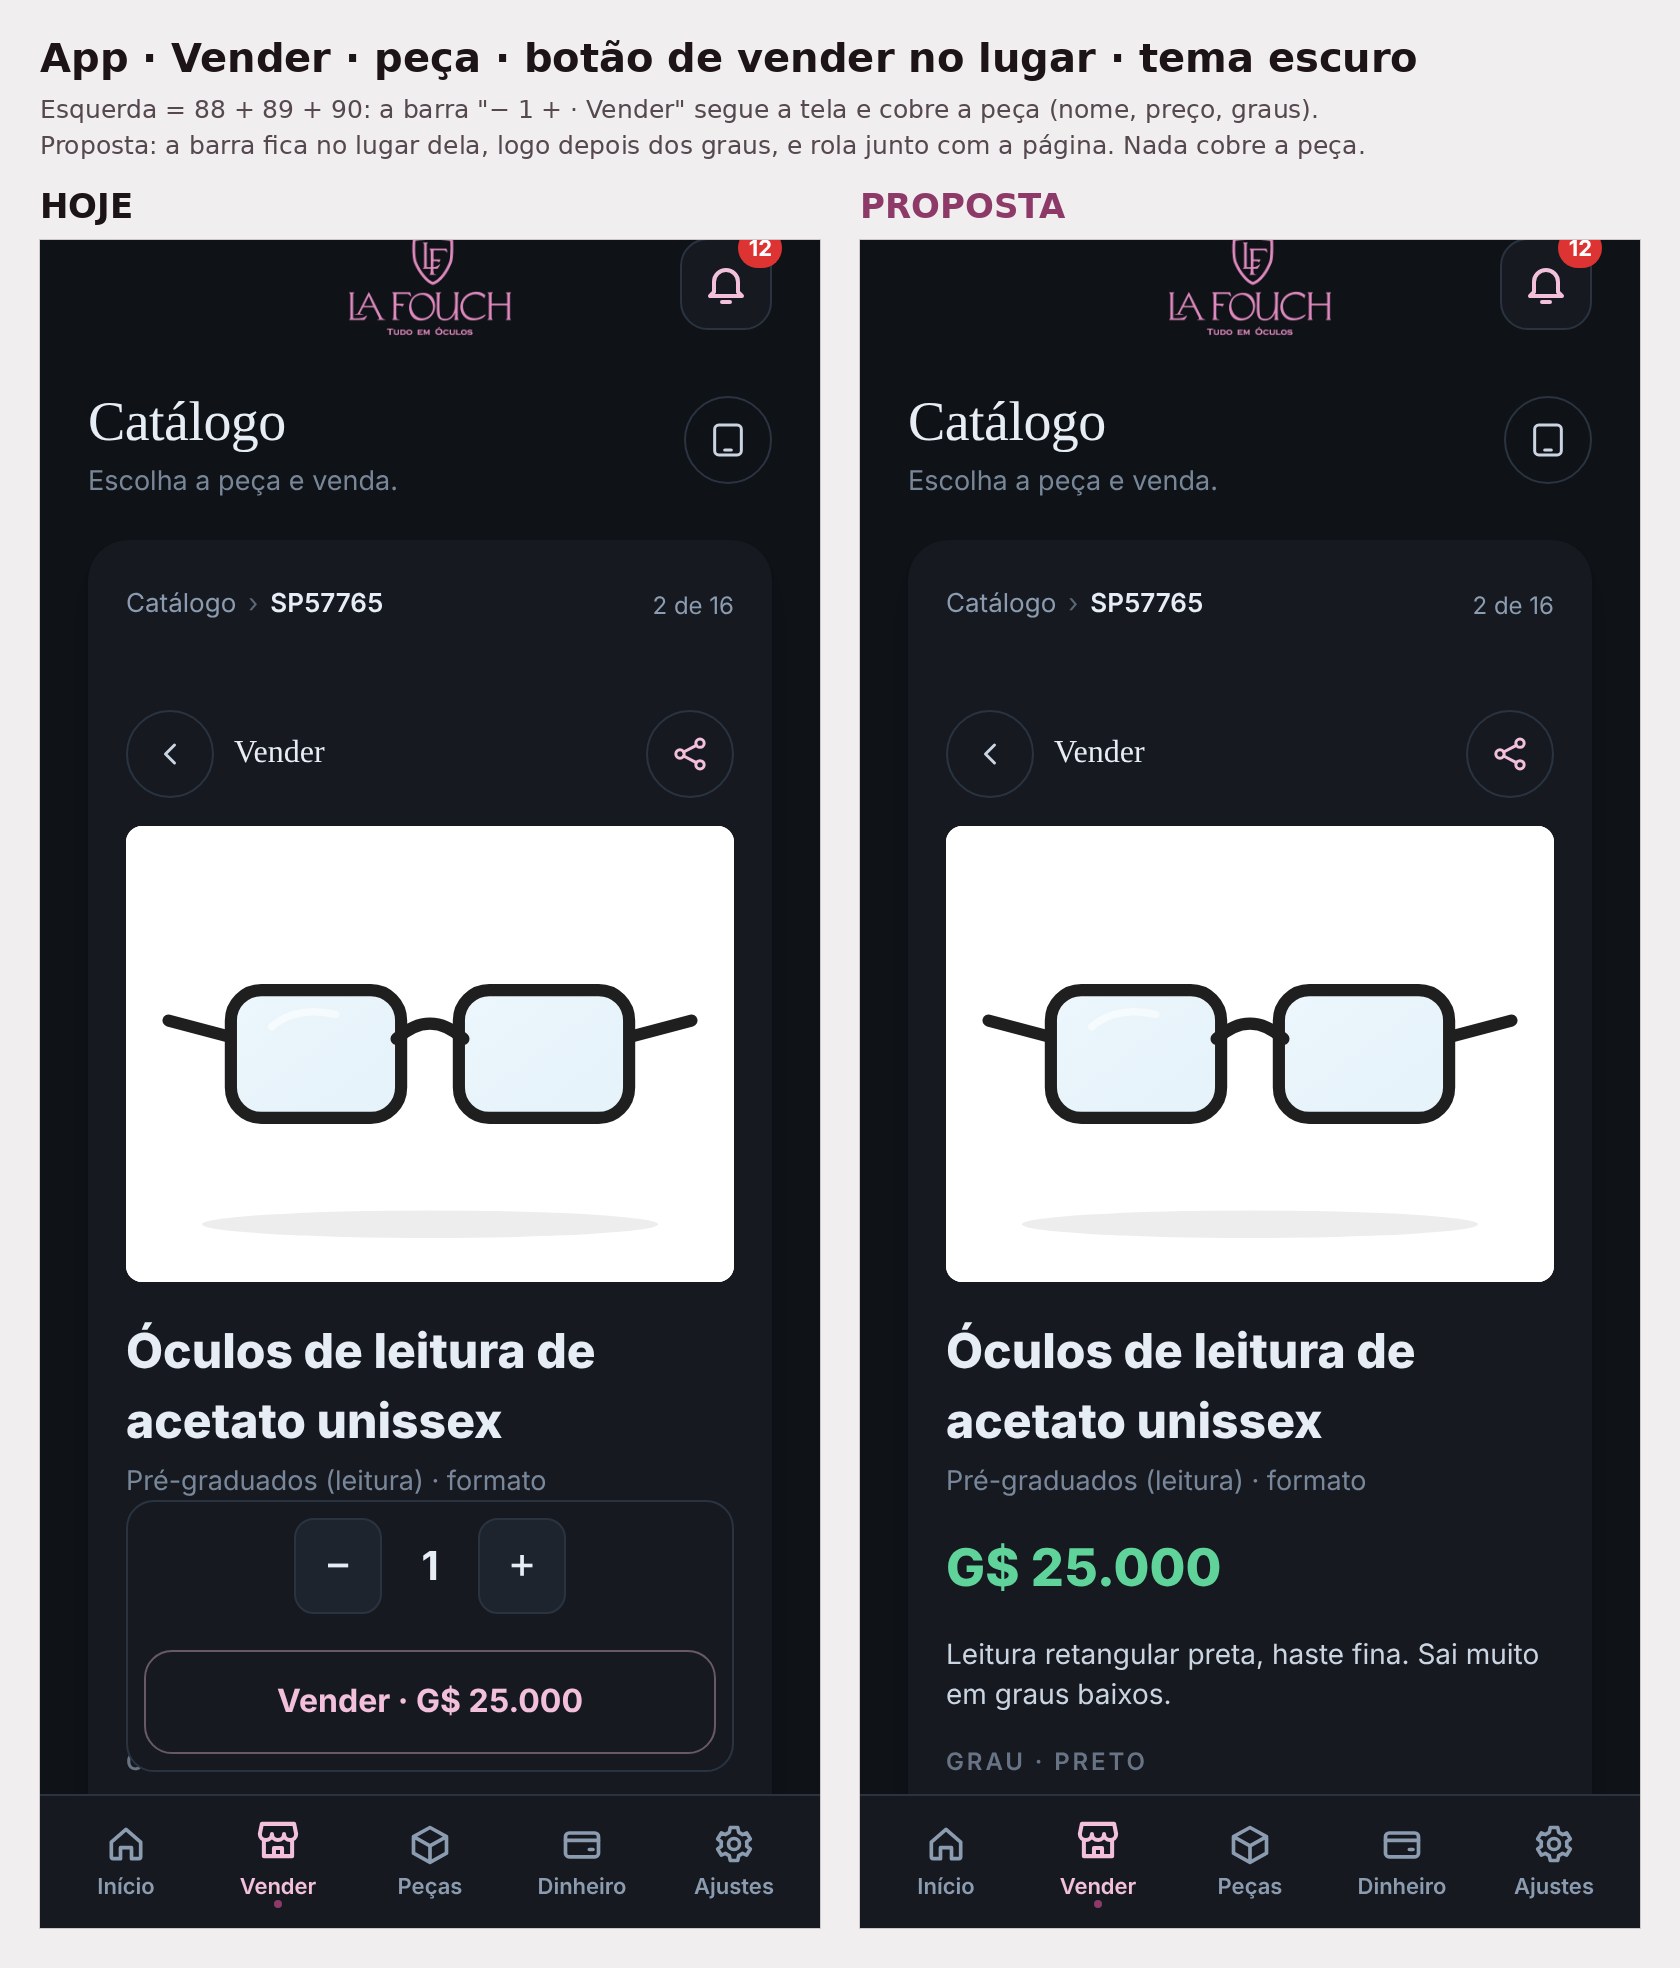 App · Vender · peça · botão de vender no lugar · tema escuro
Esquerda = 88 + 89 + 90: a barra "− 1 + · Vender" segue a tela e cobre a peça (nome, preço, graus).
Proposta: a barra fica no lugar dela, logo depois dos graus, e rola junto com a página. Nada cobre a peça.
HOJE
LF
LA FOUCH
TUDO EM ÓCULOS
12
Catálogo
Escolha a peça e venda.
Catálogo › SP57765
2 de 16
Vender
Óculos de leitura de
acetato unissex
Pré-graduados (leitura) · formato
− 1 +
Vender · G$ 25.000
Início
Vender
Peças
Dinheiro
Ajustes
PROPOSTA
LF
LA FOUCH
TUDO EM ÓCULOS
12
Catálogo
Escolha a peça e venda.
Catálogo › SP57765
2 de 16
Vender
Óculos de leitura de
acetato unissex
Pré-graduados (leitura) · formato
G$ 25.000
Leitura retangular preta, haste fina. Sai muito
em graus baixos.
GRAU · PRETO
Início
Vender
Peças
Dinheiro
Ajustes